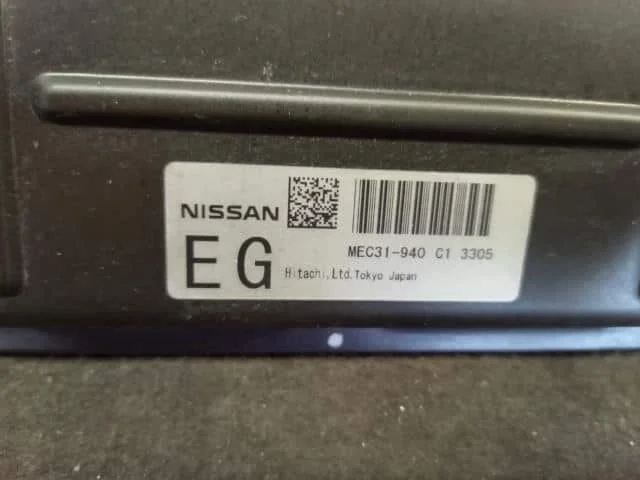 NISSAN
MEC31-940 C1 3305
EG
Hitachi,Ltd.Tokyo Japan